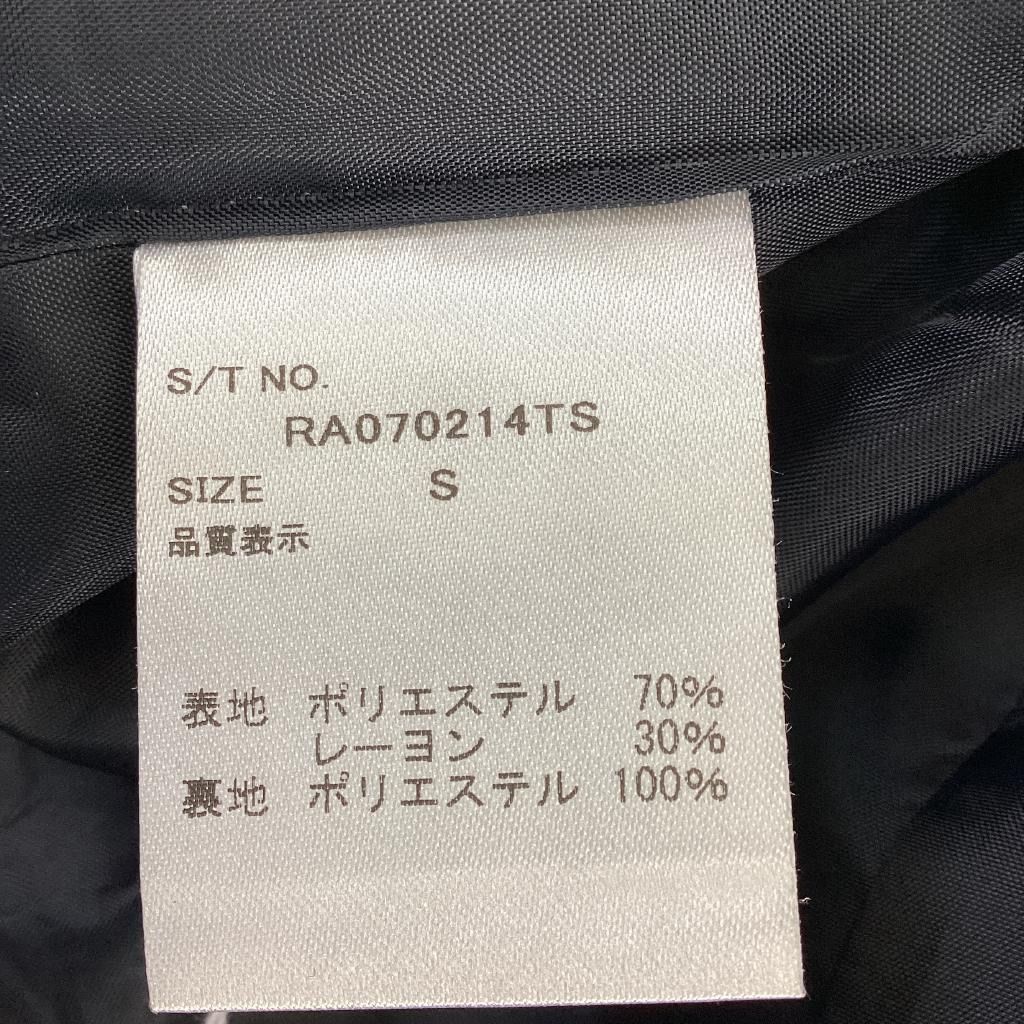 S/T NO.
RA070214TS
SIZE S
品質表示
表地 ポリエステル 70%
レーヨン 30%
裏地 ポリエステル 100%